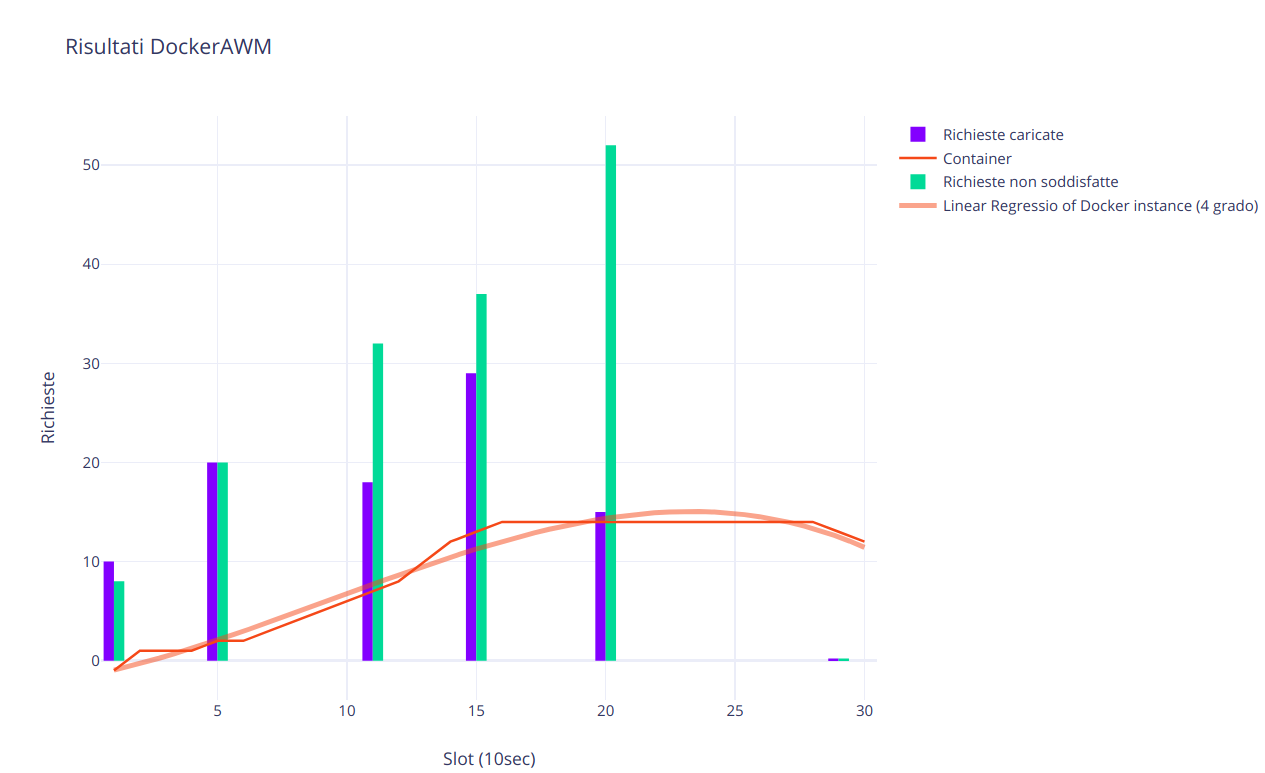 Risultati DockerAWM
Richieste caricate
Container
Richieste non soddisfatte
Linear Regressio of Docker instance (4 grado)
50
40
30
20
10
0
Richieste
5
10
15
20
25
30
Slot (10sec)